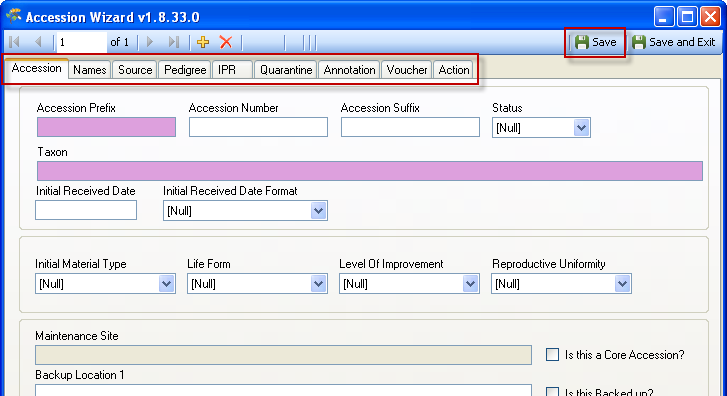 Accession Wizard v1.8.33.0
1 of 1 Save Save and Exit
Accession Names Source Pedigree IPR Quarantine Annotation Voucher Action
Accession Prefix Accession Number Accession Suffix Status
[Null]
Taxon
Initial Received Date Initial Received Date Format
[Null]
Initial Material Type Life Form Level Of Improvement Reproductive Uniformity
[Null] [Null] [Null] [Null]
Maintenance Site
Is this a Core Accession?
Backup Location 1
Is this Backed up?